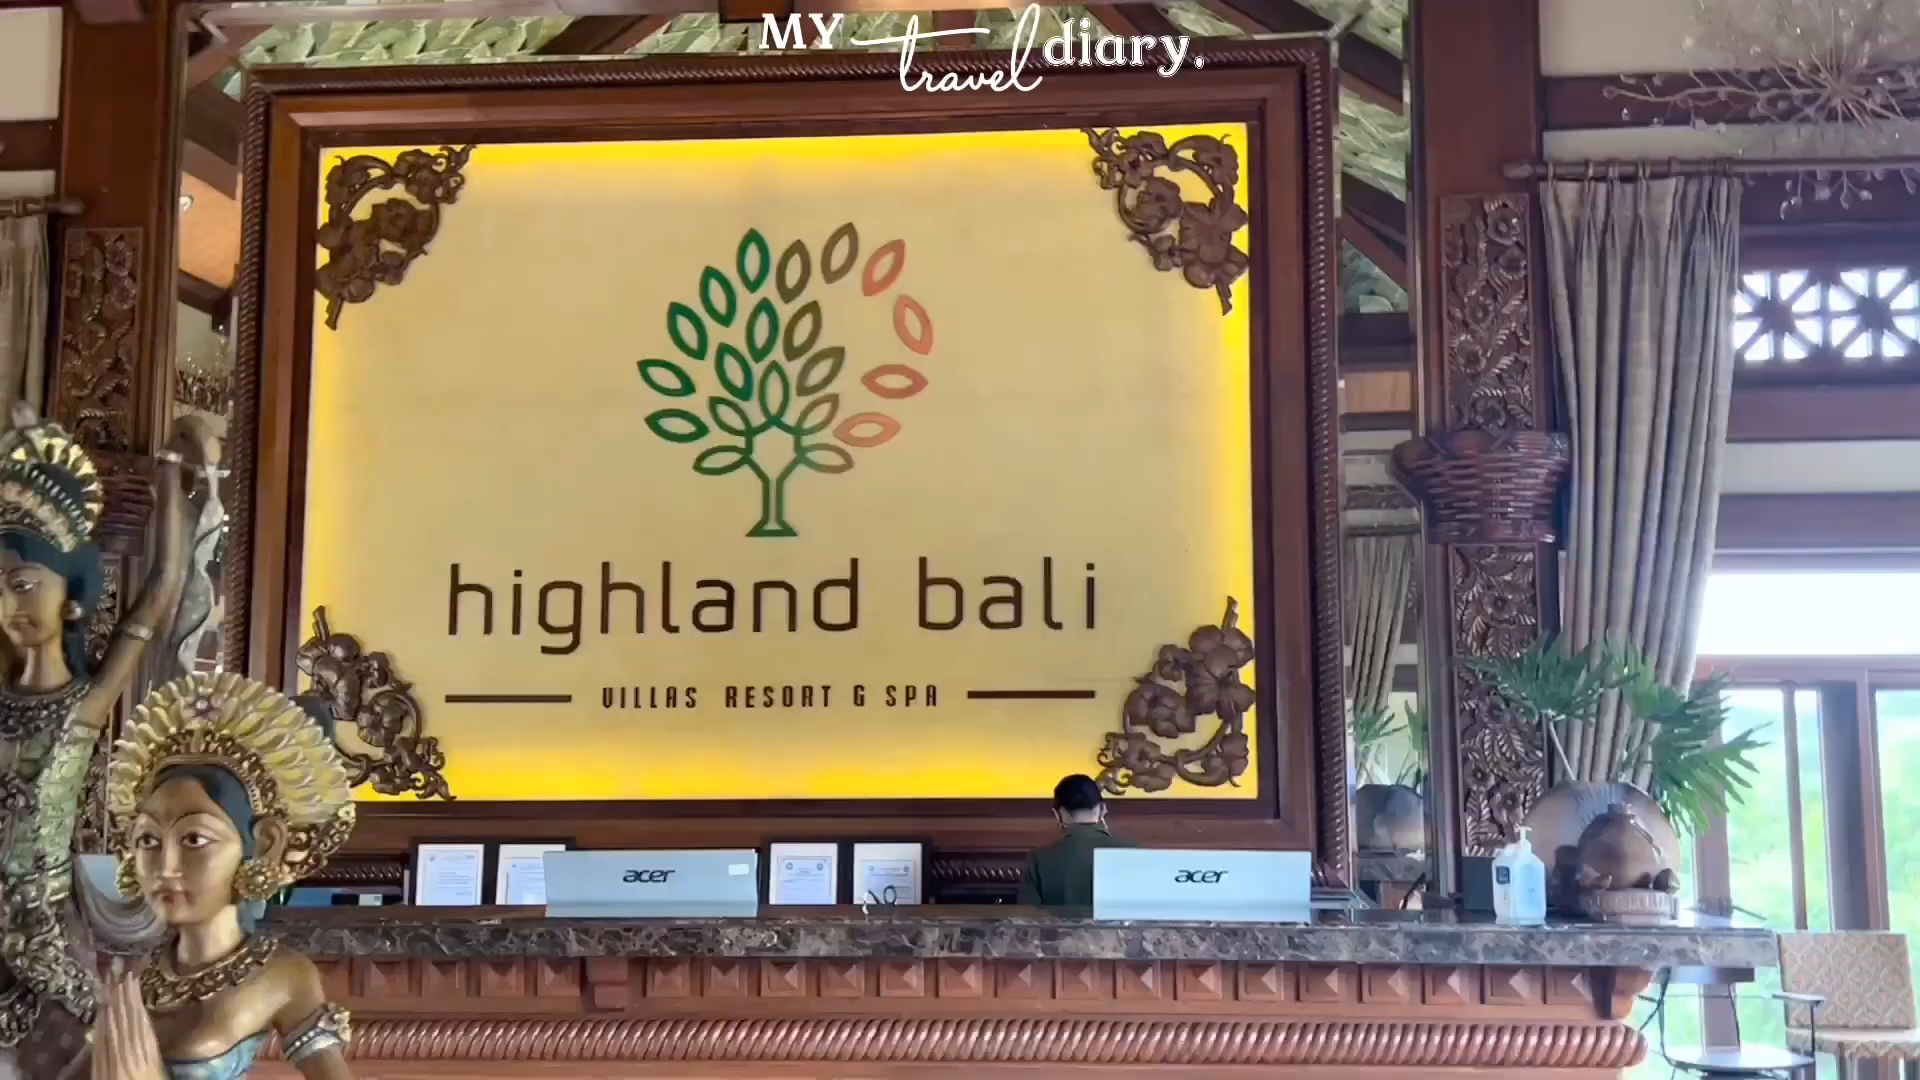 MY travel diary.
highland bali
VILLAS RESORT & SPA
acer
acer